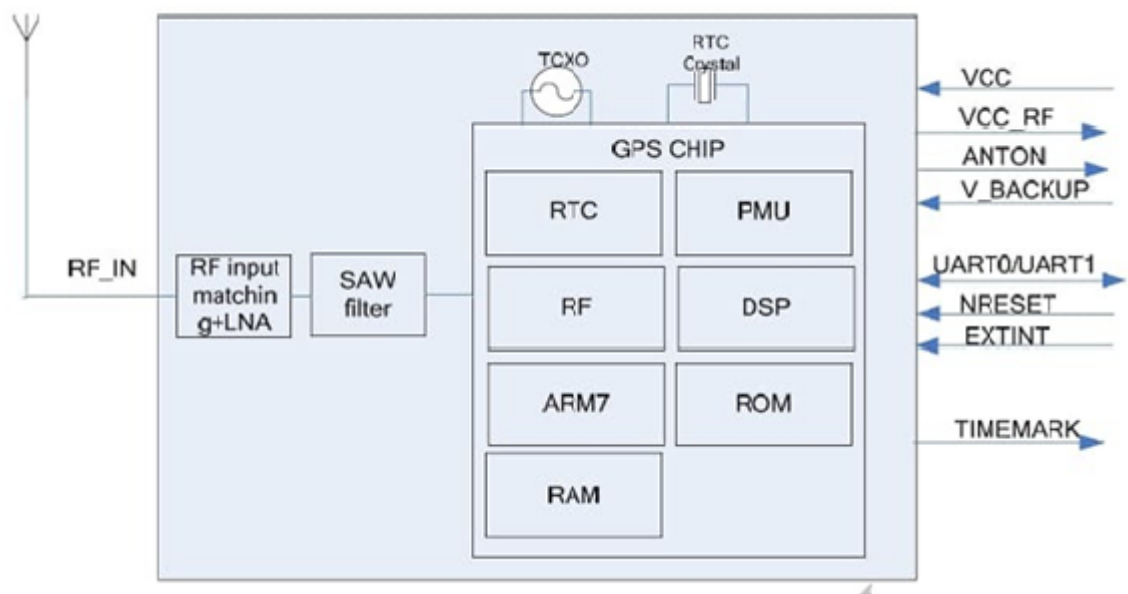 TCXO
RTC
Crystal
GPS CHIP
RTC
PMU
RF
DSP
ARM7
ROM
RAM
RF_IN
RF input
matchin
g+LNA
SAW
filter
VCC
VCC_RF
ANTON
V_BACKUP
UART0/UART1
NRESET
EXTINT
TIMEMARK